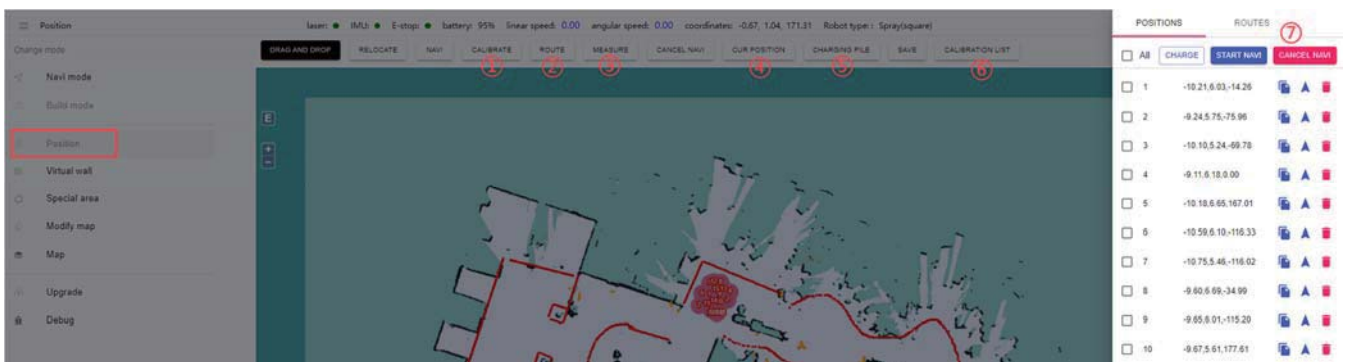 Position
laser: IMU: E-stop: battery: 95% linear speed: 0.00 angular speed: 0.00 coordinates: -0.67, 1.04, 171.31 Robot type: : Spray(square)
POSITIONS ROUTES
Change mode
DRAG AND DROP RELOCATE NAVI CALIBRATE ROUTE MEASURE CANCEL NAVI CUR POSITION CHARGING PILE SAVE CALIBRATION LIST
① ② ③ ④ ⑤ ⑥ ⑦
All CHARGE START NAVI CANCEL NAVI
Navi mode
Build mode
Position
Virtual wall
Special area
Modify map
Map
Upgrade
Debug
E
+
-
1 -10.21,6.03,-14.26
2 -9.24,5.75,-75.96
3 -10.10,5.24,-69.78
4 -9.11,6.18,0.00
5 -10.18,6.65,167.01
6 -10.59,6.10,-116.33
7 -10.75,5.46,-116.02
8 -9.60,6.69,-34.99
9 -9.65,6.01,-115.20
10 -9.67,5.61,177.61